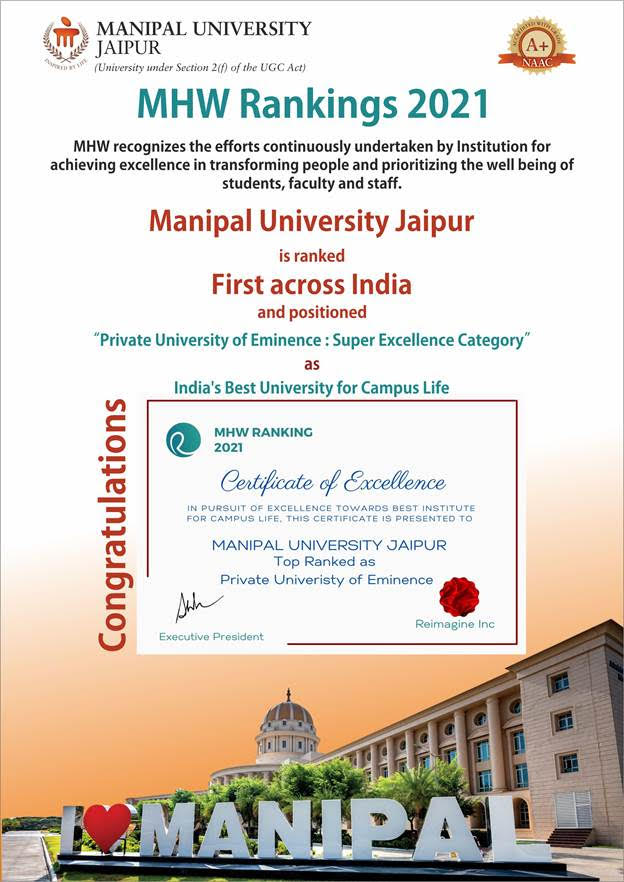 MANIPAL UNIVERSITY
JAIPUR
(University under Section 2(f) of the UGC Act)
INSPIRED BY LIFE
ACCREDITED WITH GRADE
A+
NAAC
MHW Rankings 2021
MHW recognizes the efforts continuously undertaken by Institution for
achieving excellence in transforming people and prioritizing the well being of
students, faculty and staff.
Manipal University Jaipur
is ranked
First across India
and positioned
“Private University of Eminence : Super Excellence Category”
as
India's Best University for Campus Life
Congratulations
MHW RANKING
2021
Certificate of Excellence
IN PURSUIT OF EXCELLENCE TOWARDS BEST INSTITUTE
FOR CAMPUS LIFE, THIS CERTIFICATE IS PRESENTED TO
MANIPAL UNIVERSITY JAIPUR
Top Ranked as
Private Univeristy of Eminence
Executive President
Reimagine Inc
I MANIPAL